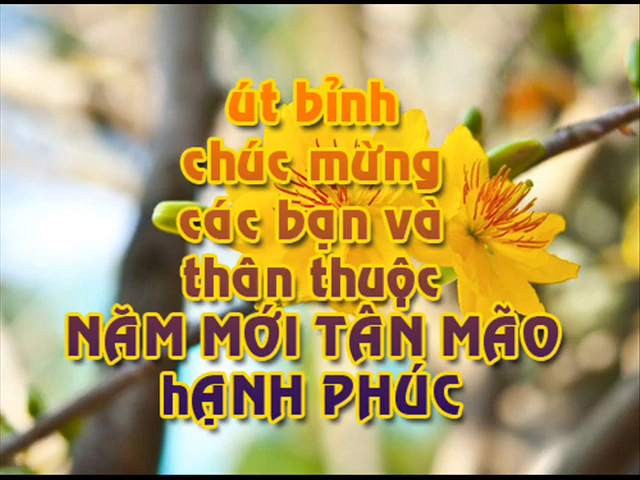 út bỉnh
chúc mừng
các bạn và
thân thuộc
NĂM MỚI TÂN MÃO
hẠNH PHÚC